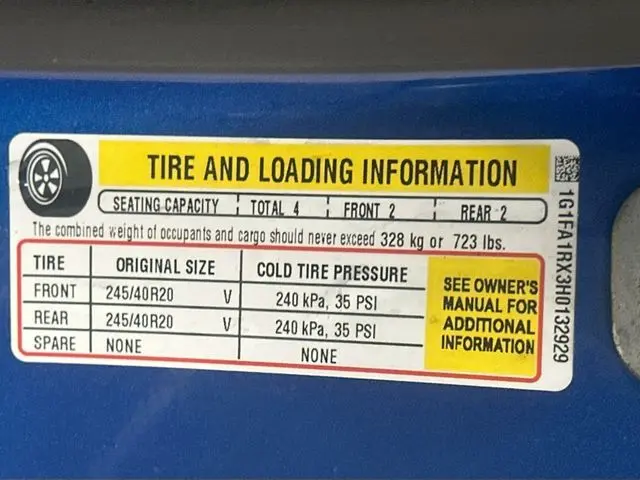 TIRE AND LOADING INFORMATION
SEATING CAPACITY TOTAL 4 FRONT 2 REAR 2
The combined weight of occupants and cargo should never exceed 328 kg or 723 lbs.
TIRE ORIGINAL SIZE COLD TIRE PRESSURE
FRONT 245/40R20 V 240 kPa, 35 PSI
REAR 245/40R20 V 240 kPa, 35 PSI
SPARE NONE NONE
SEE OWNER'S
MANUAL FOR
ADDITIONAL
INFORMATION
1G1FA1RX3H0132929